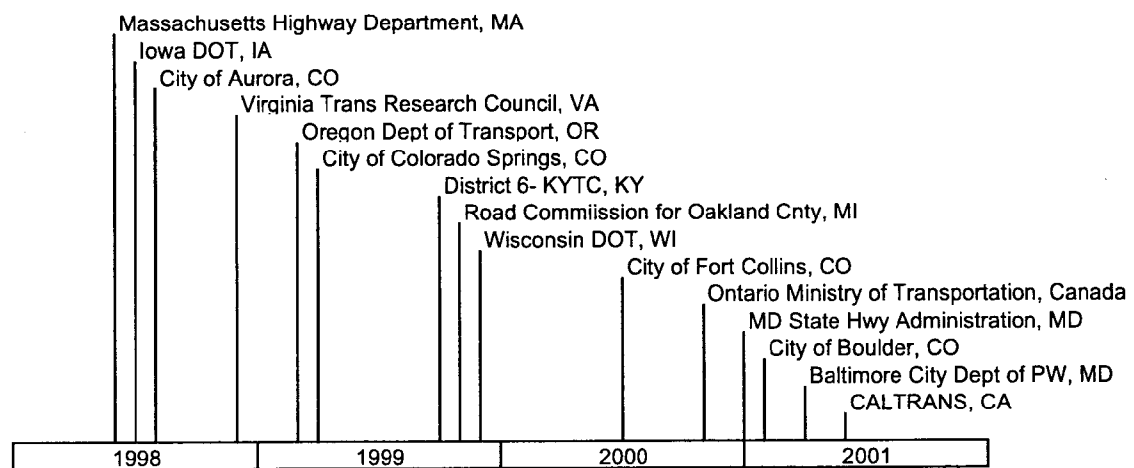 Massachusetts Highway Department, MA
Iowa DOT, IA
City of Aurora, CO
Virginia Trans Research Council, VA
Oregon Dept of Transport, OR
City of Colorado Springs, CO
District 6- KYTC, KY
Road Commiission for Oakland Cnty, MI
Wisconsin DOT, WI
City of Fort Collins, CO
Ontario Ministry of Transportation, Canada
MD State Hwy Administration, MD
City of Boulder, CO
Baltimore City Dept of PW, MD
CALTRANS, CA
1998 1999 2000 2001